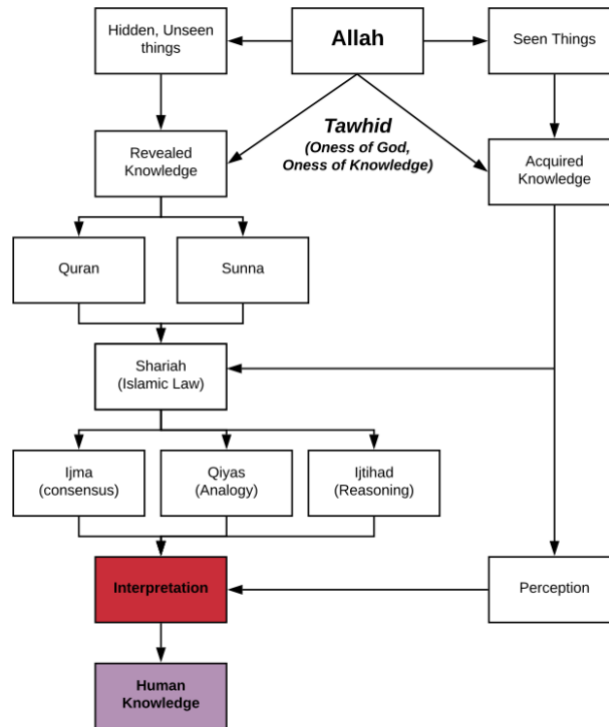 Hidden, Unseen
things
Allah
Seen Things
Tawhid
(Oness of God,
Oness of Knowledge)
Revealed
Knowledge
Acquired
Knowledge
Quran
Sunna
Shariah
(Islamic Law)
Ijma
(consensus)
Qiyas
(Analogy)
Ijtihad
(Reasoning)
Interpretation
Perception
Human
Knowledge